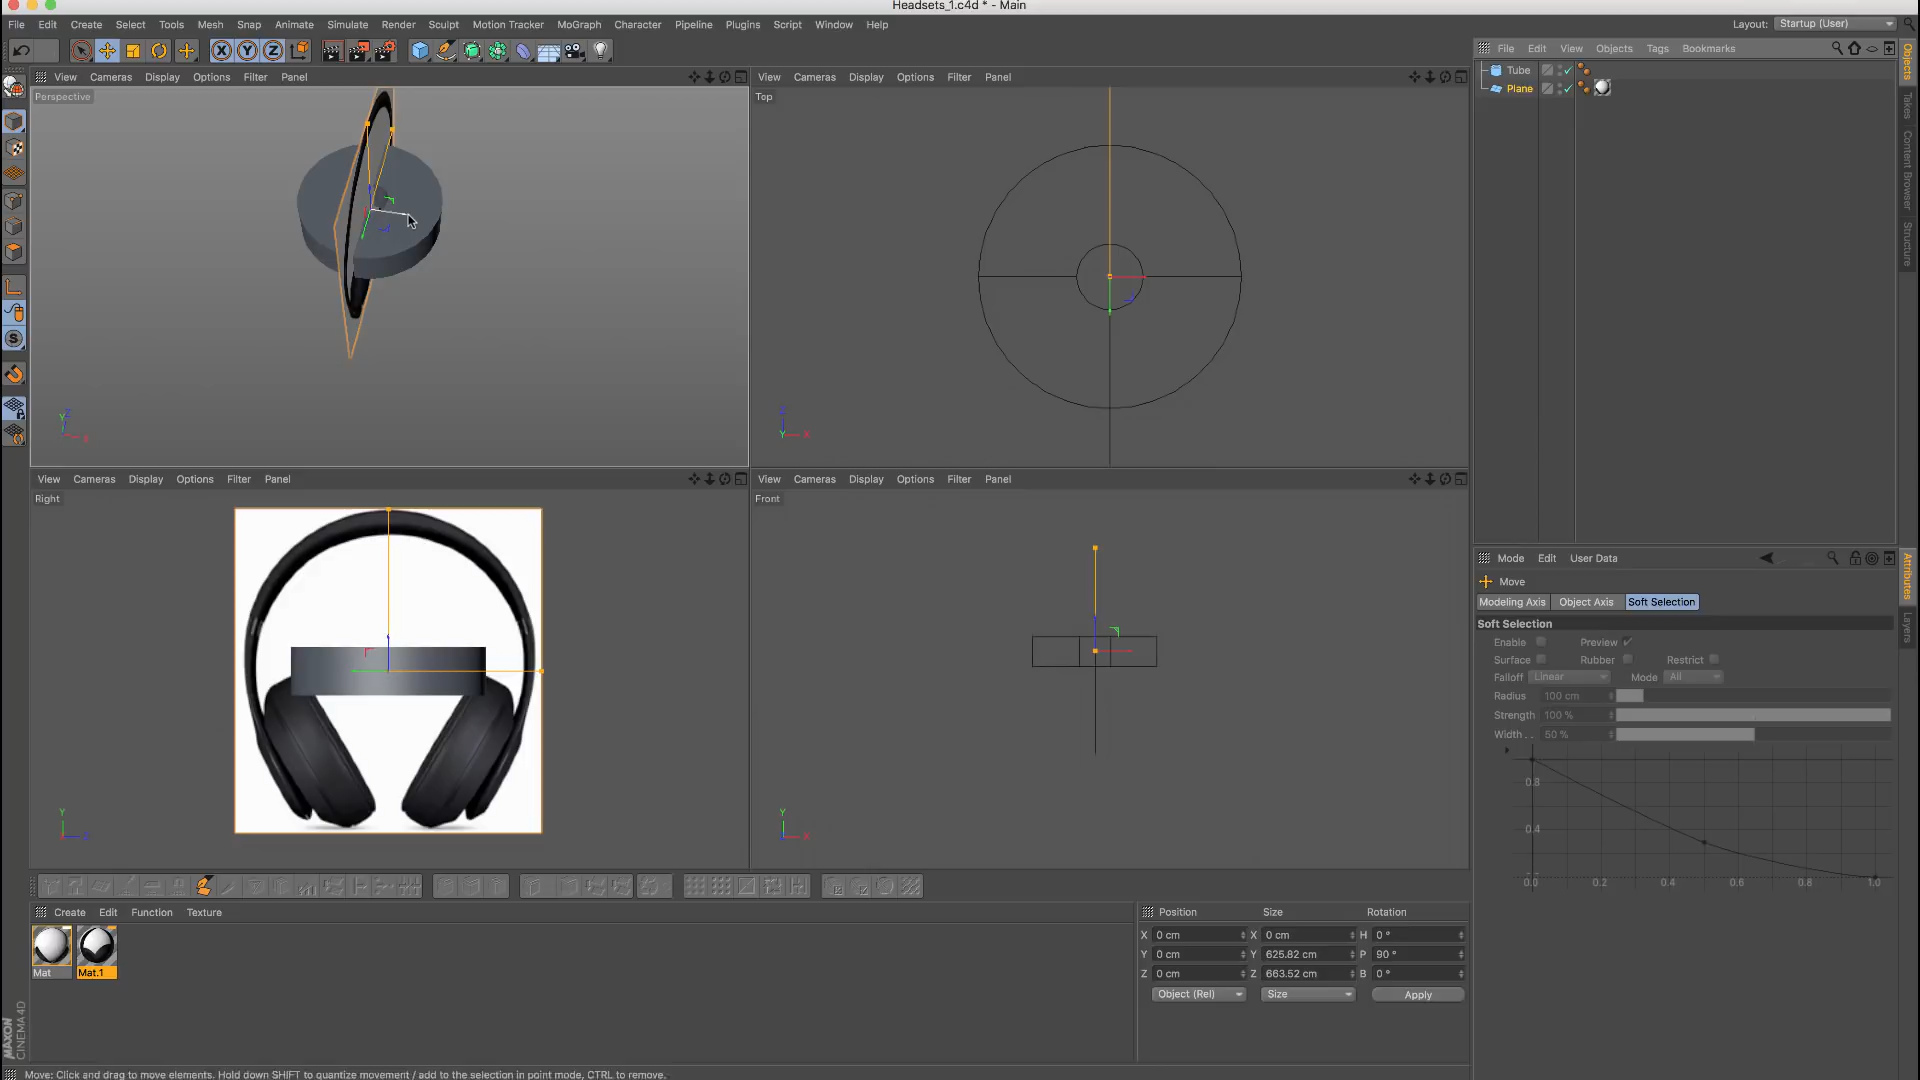 Headsets_1.c4d * - Main
File Edit Create Select Tools Mesh Snap Animate Simulate Render Sculpt Motion Tracker MoGraph Character Pipeline Plugins Script Window Help
Layout: Startup (User)
File Edit View Objects Tags Bookmarks
View Cameras Display Options Filter Panel
View Cameras Display Options Filter Panel
Perspective
Top
Tube
Plane
X Y Z
Objects
Takes
Content Browser
Structure
Y Z X
Z Y X
View Cameras Display Options Filter Panel
View Cameras Display Options Filter Panel
Right
Front
Y
Y X
Mode Edit User Data
Move
Modeling Axis Object Axis Soft Selection
Soft Selection
Enable Preview
Surface Rubber Restrict
Falloff Linear Mode All
Radius 100 cm
Strength 100 %
Width . . 50 %
0.8
0.4
0.0 0.2 0.4 0.6 0.8 1.0
Attributes
Layers
Create Edit Function Texture
Mat Mat.1
Position Size Rotation
X 0 cm X 0 cm H 0 °
Y 0 cm Y 625.82 cm P 90 °
Z 0 cm Z 663.52 cm B 0 °
Object (Rel) Size Apply
MAXON
CINEMA 4D
Move: Click and drag to move elements. Hold down SHIFT to quantize movement / add to the selection in point mode, CTRL to remove.